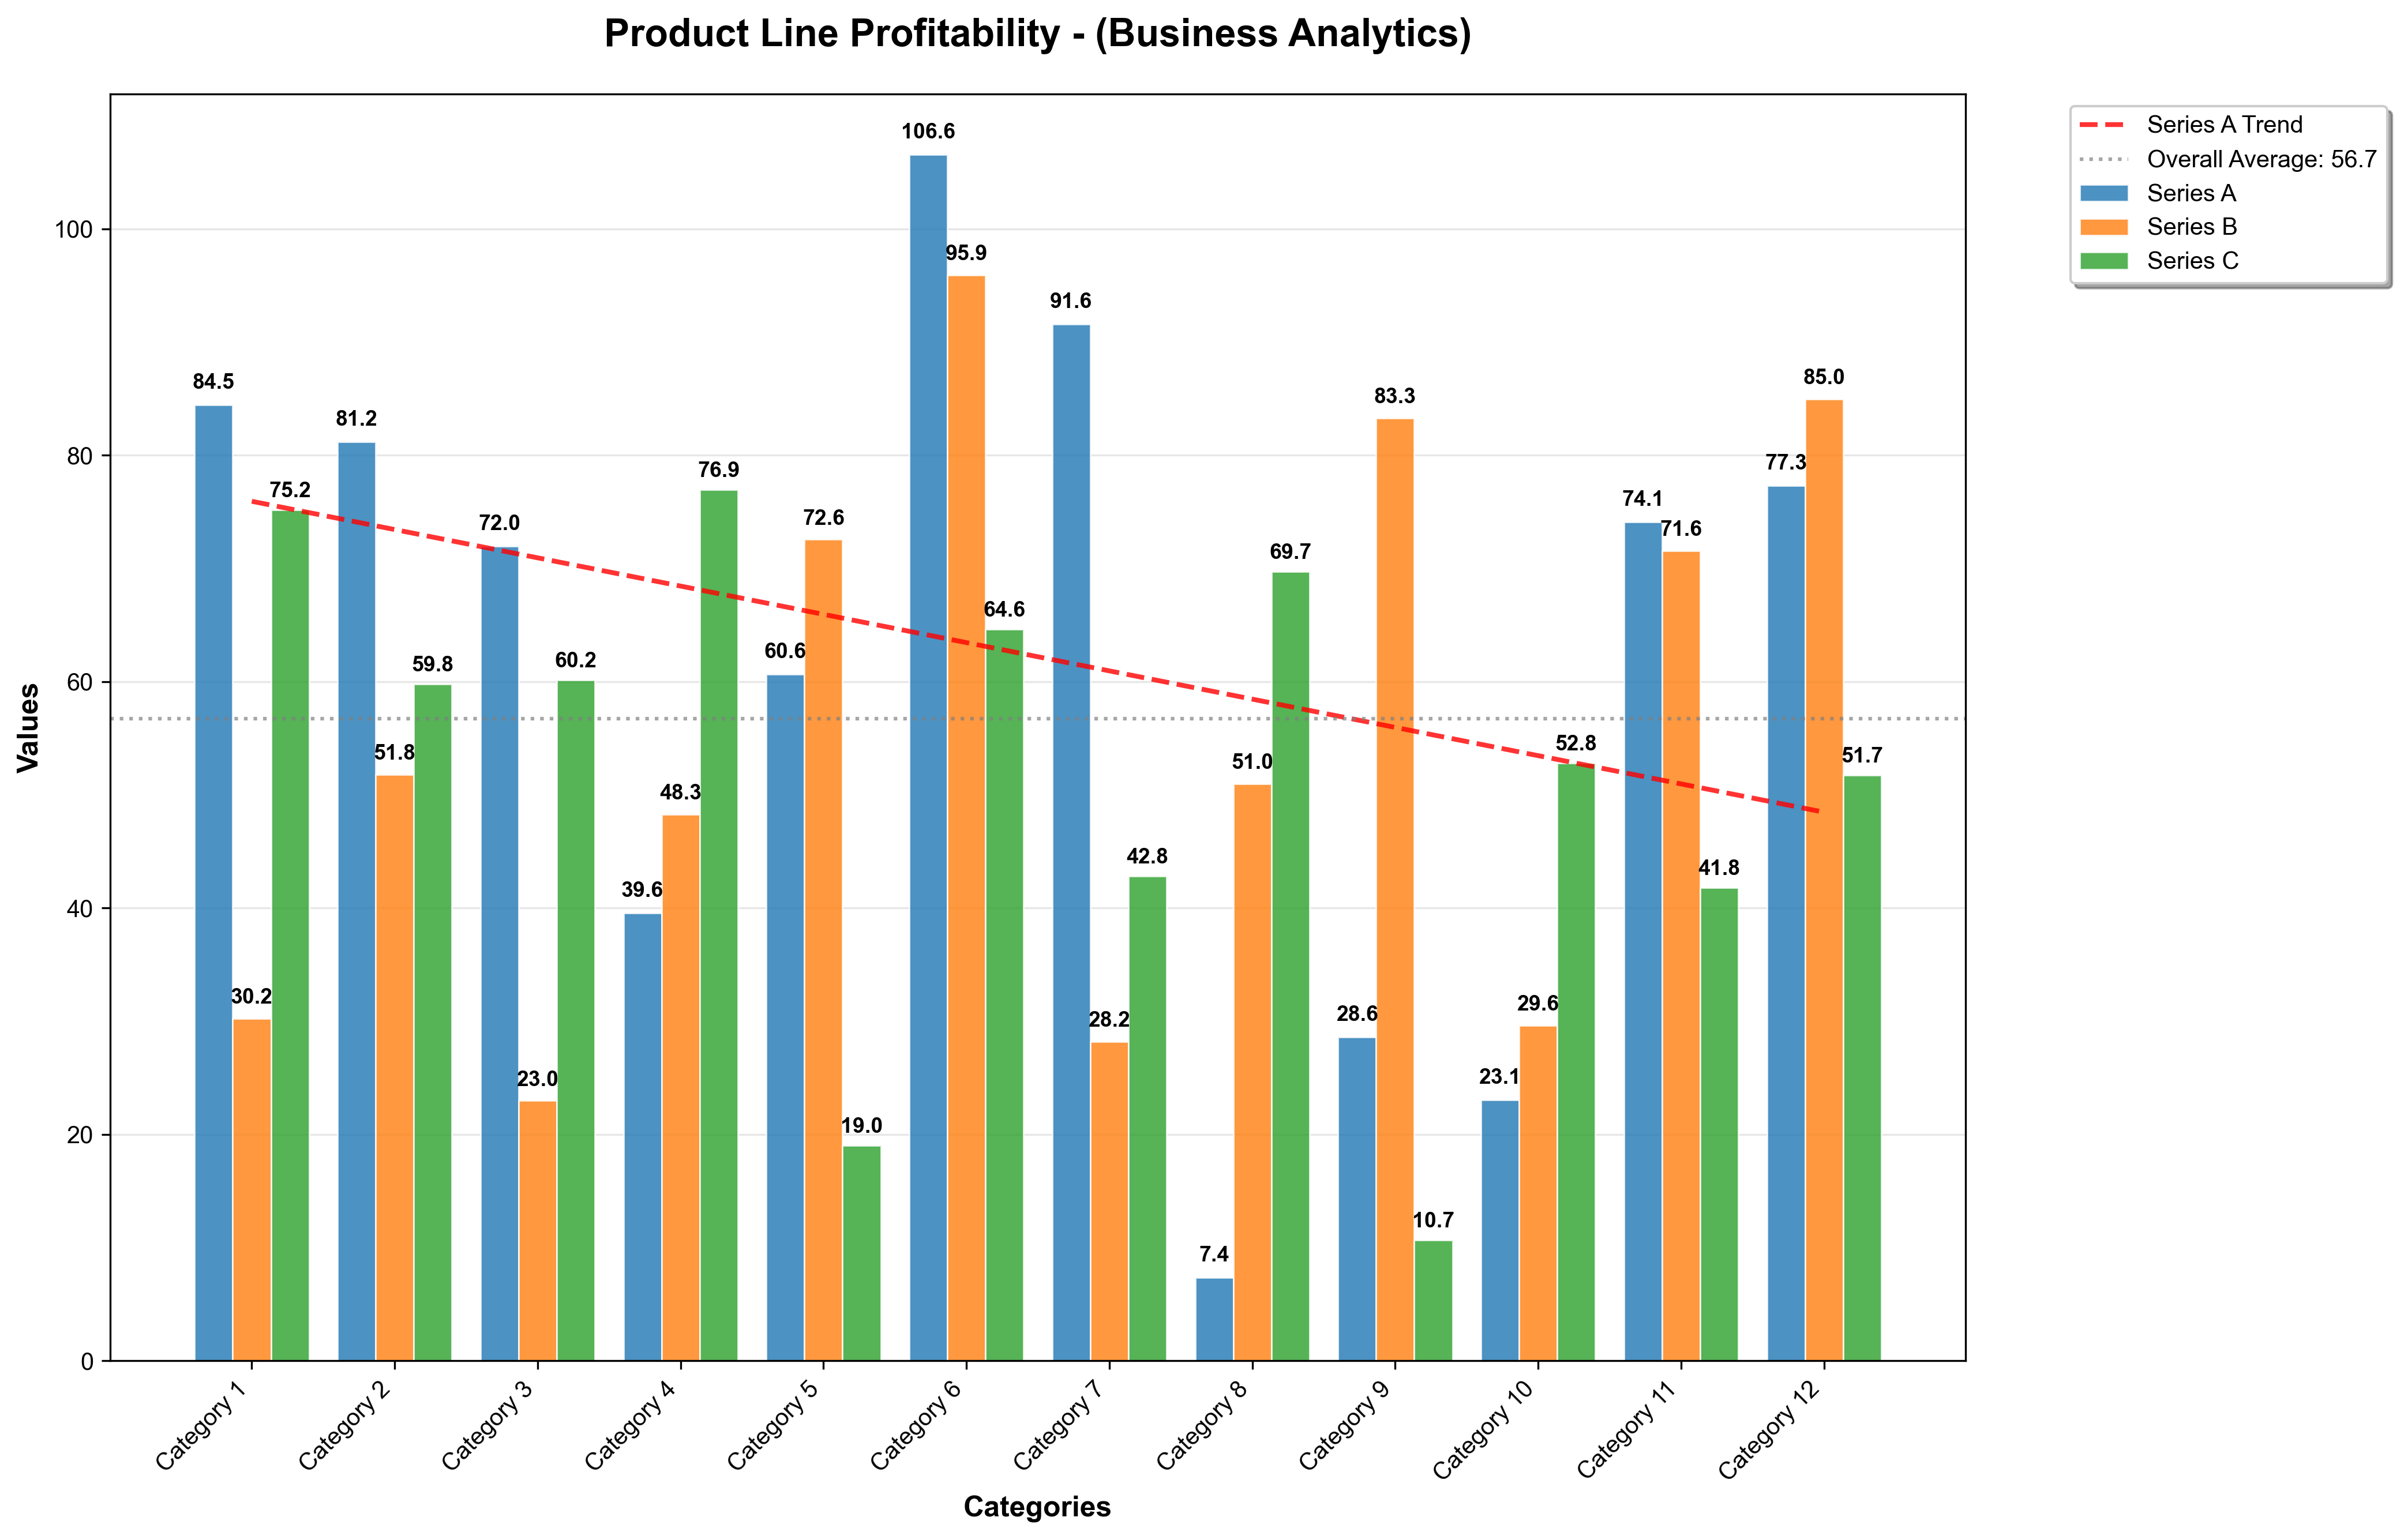 Product Line Profitability - (Business Analytics)
Series A Trend
Overall Average: 56.7
Series A
Series B
Series C
Values
100
80
60
40
20
0
84.5
30.2
75.2
81.2
51.8
59.8
72.0
23.0
60.2
39.6
48.3
76.9
60.6
72.6
19.0
106.6
95.9
64.6
91.6
28.2
42.8
7.4
51.0
69.7
28.6
83.3
10.7
23.1
29.6
52.8
74.1
71.6
41.8
77.3
85.0
51.7
Category 1
Category 2
Category 3
Category 4
Category 5
Category 6
Category 7
Category 8
Category 9
Category 10
Category 11
Category 12
Categories